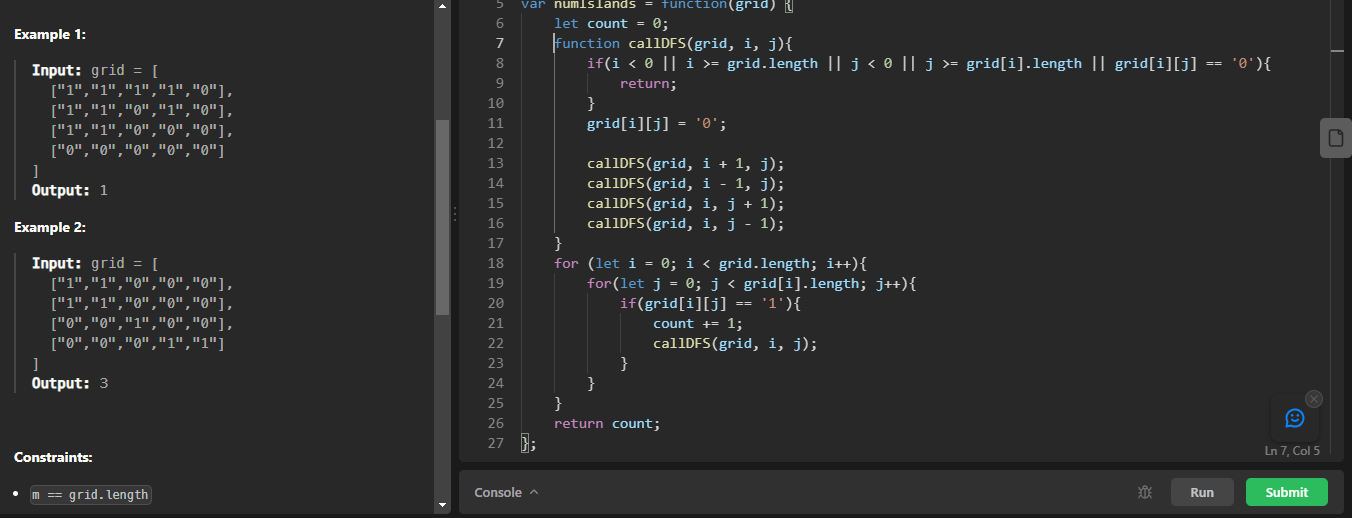 Example 1:
Input: grid = [
["1","1","1","1","0"],
["1","1","0","1","0"],
["1","1","0","0","0"],
["0","0","0","0","0"]
]
Output: 1
Example 2:
Input: grid = [
["1","1","0","0","0"],
["1","1","0","0","0"],
["0","0","1","0","0"],
["0","0","0","1","1"]
]
Output: 3
Constraints:
• m == grid.length
5 var numIslands = function(grid) {
6 let count = 0;
7 function callDFS(grid, i, j){
8 if(i < 0 || i >= grid.length || j < 0 || j >= grid[i].length || grid[i][j] == '0'){
9 return;
10 }
11 grid[i][j] = '0';
12
13 callDFS(grid, i + 1, j);
14 callDFS(grid, i - 1, j);
15 callDFS(grid, i, j + 1);
16 callDFS(grid, i, j - 1);
17 }
18 for (let i = 0; i < grid.length; i++){
19 for(let j = 0; j < grid[i].length; j++){
20 if(grid[i][j] == '1'){
21 count += 1;
22 callDFS(grid, i, j);
23 }
24 }
25 }
26 return count;
27 };
Ln 7, Col 5
Console
Run
Submit